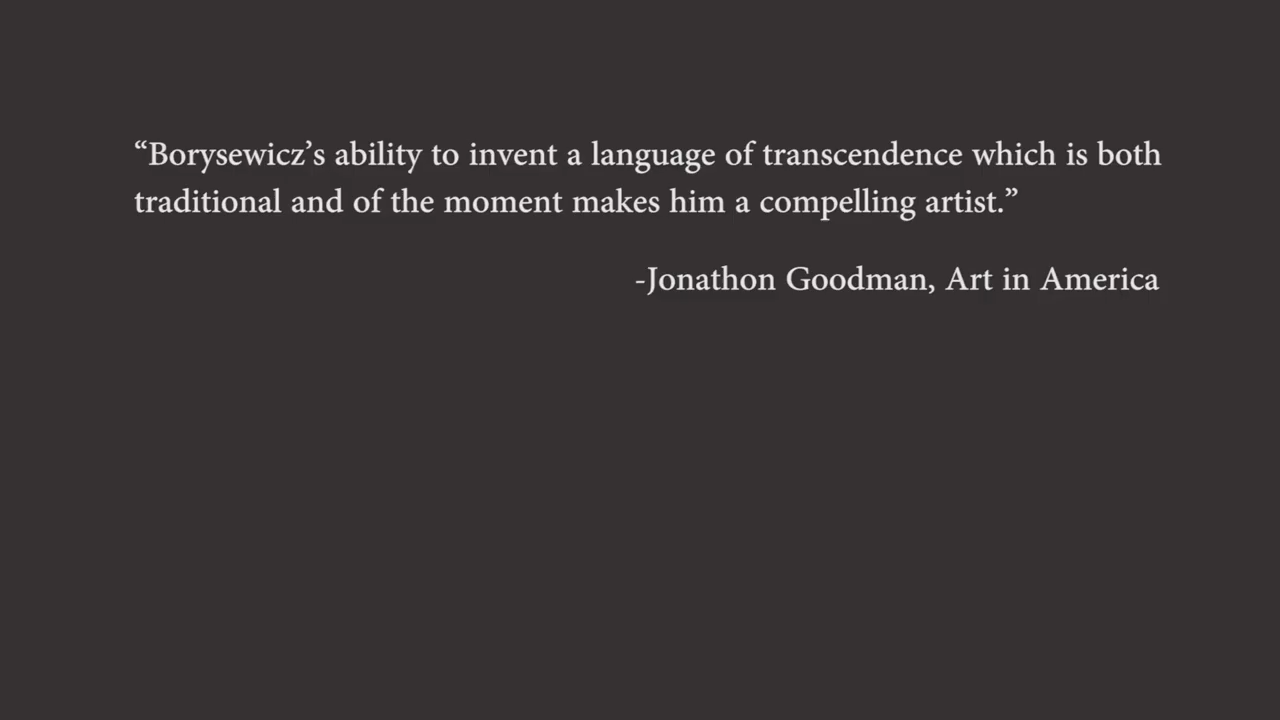 “Borysewicz’s ability to invent a language of transcendence which is both
traditional and of the moment makes him a compelling artist.”
-Jonathon Goodman, Art in America